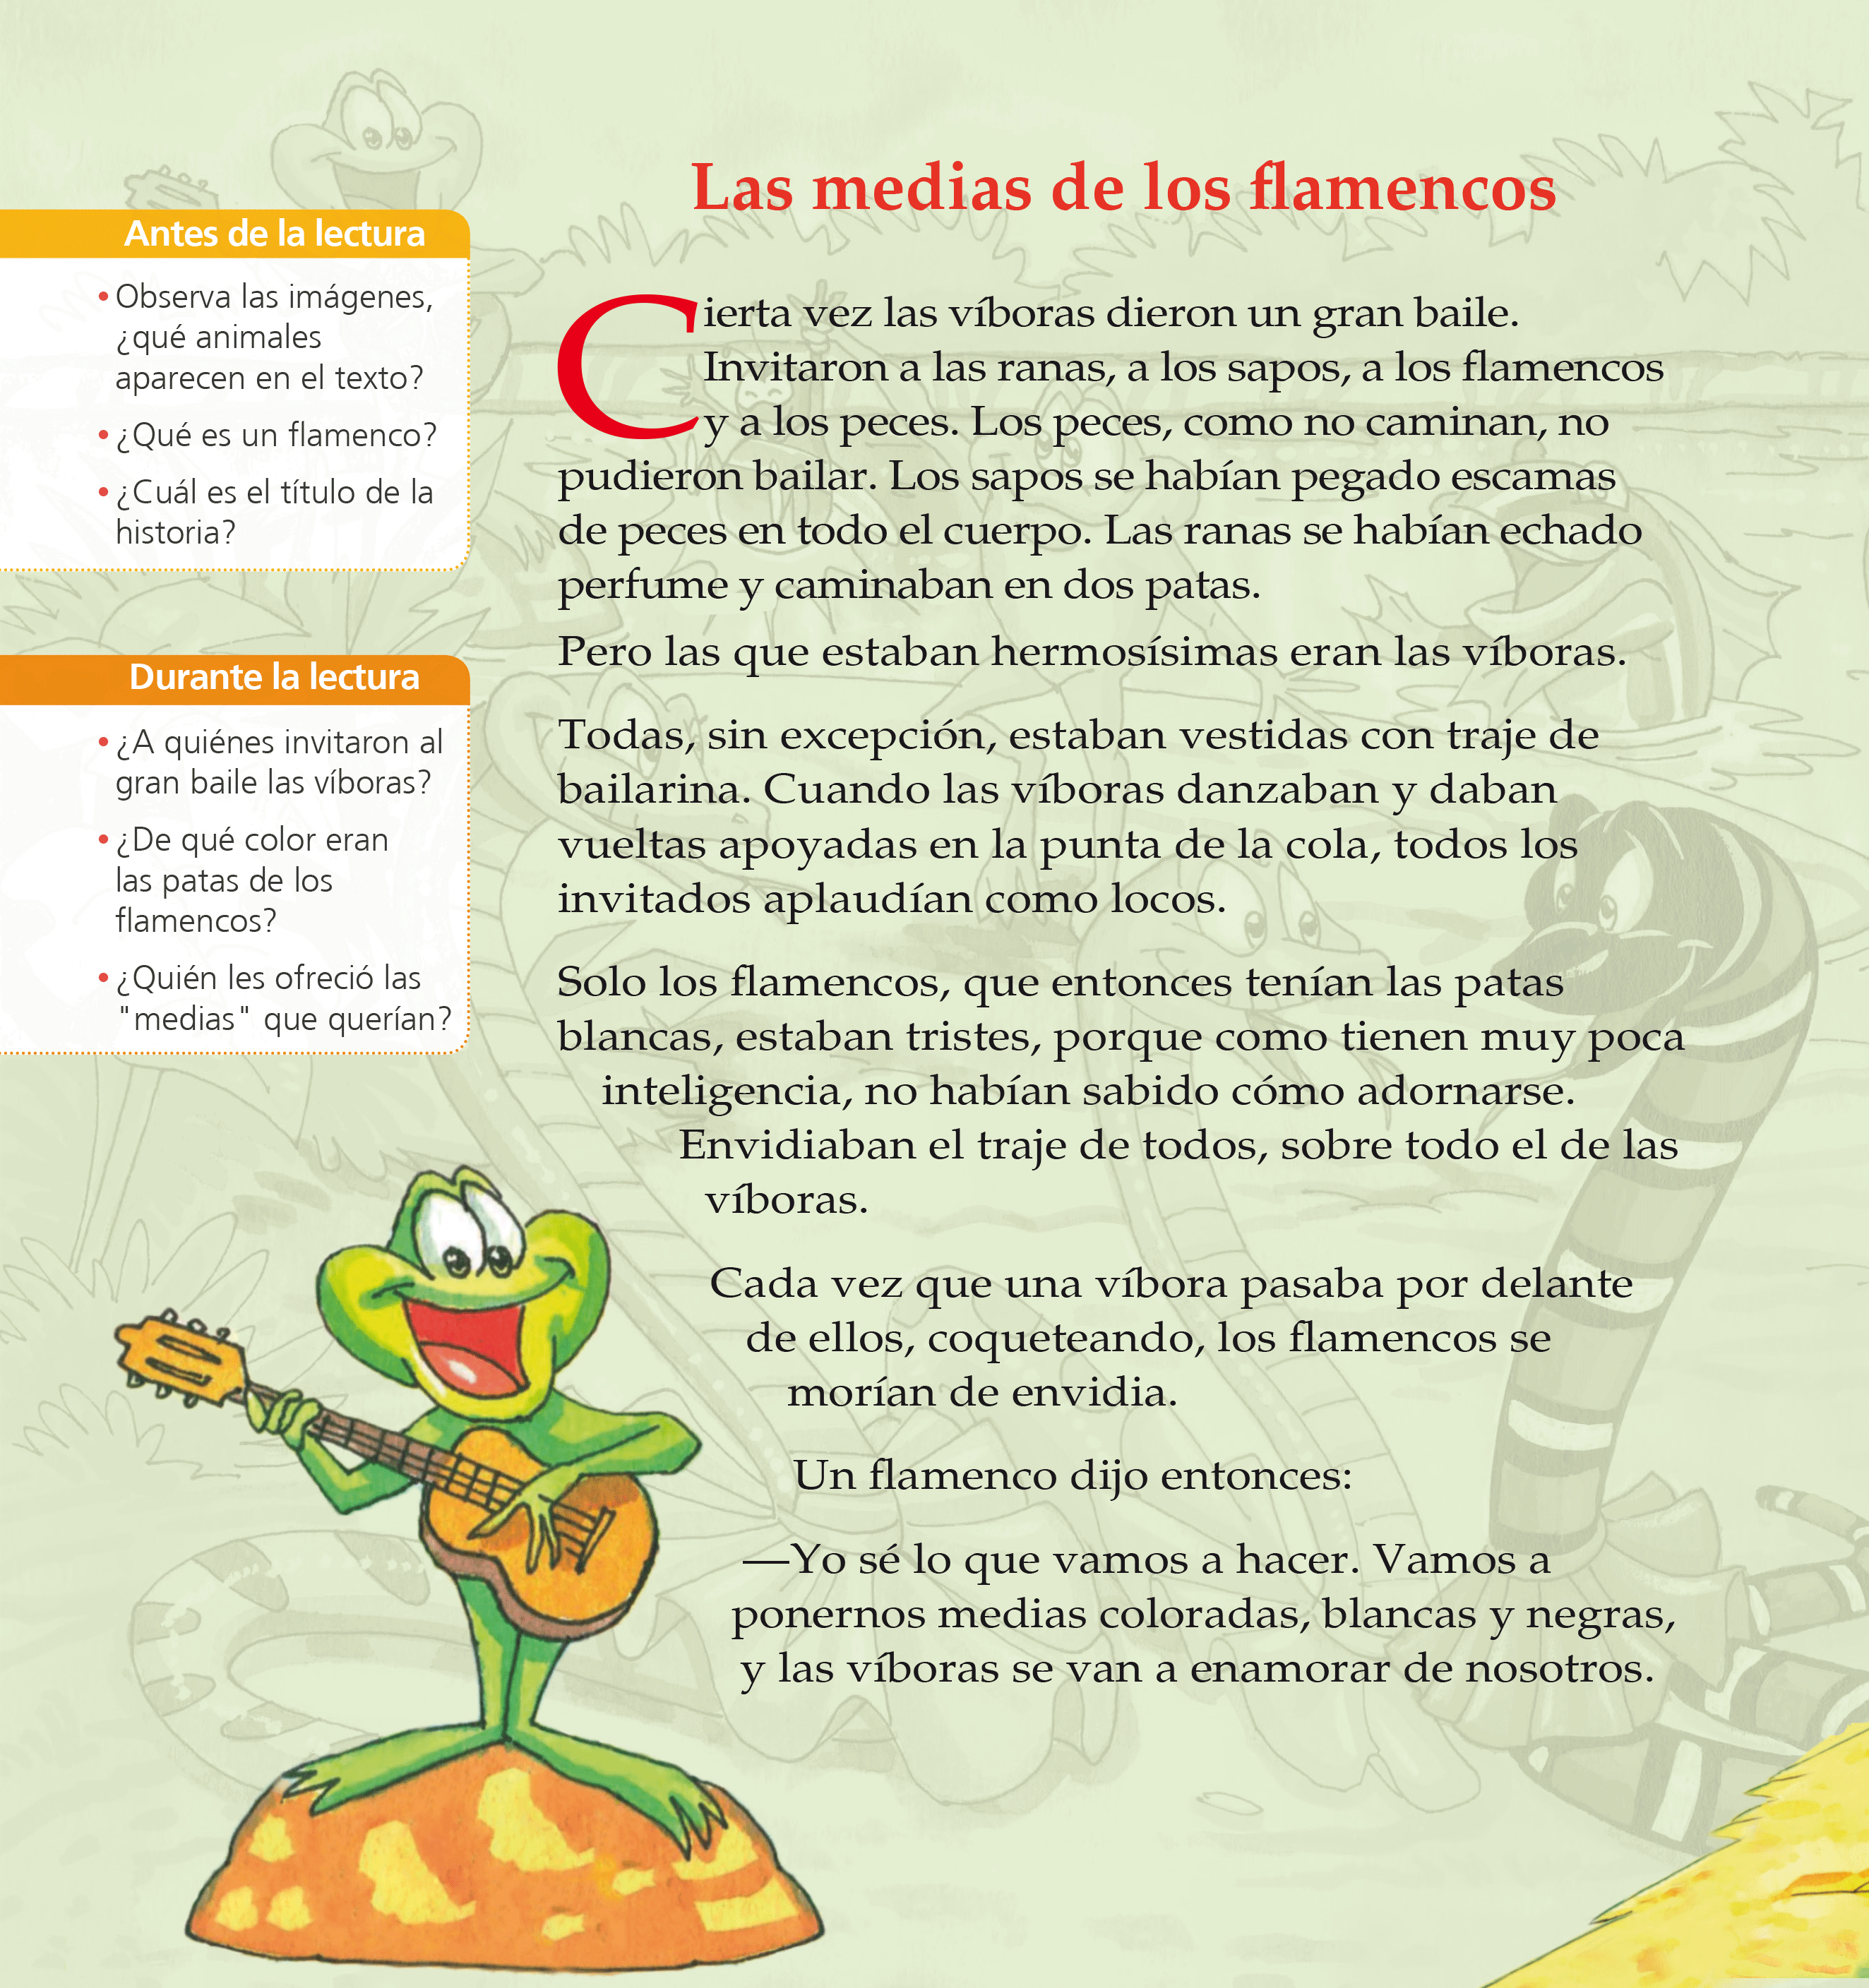 Las medias de los flamencos
Antes de la lectura
• Observa las imágenes,
¿qué animales
aparecen en el texto?
• ¿Qué es un flamenco?
• ¿Cuál es el título de la
historia?
Durante la lectura
• ¿A quiénes invitaron al
gran baile las víboras?
• ¿De qué color eran
las patas de los
flamencos?
• ¿Quién les ofreció las
"medias" que querían?
Cierta vez las víboras dieron un gran baile.
Invitaron a las ranas, a los sapos, a los flamencos
y a los peces. Los peces, como no caminan, no
pudieron bailar. Los sapos se habían pegado escamas
de peces en todo el cuerpo. Las ranas se habían echado
perfume y caminaban en dos patas.
Pero las que estaban hermosísimas eran las víboras.
Todas, sin excepción, estaban vestidas con traje de
bailarina. Cuando las víboras danzaban y daban
vueltas apoyadas en la punta de la cola, todos los
invitados aplaudían como locos.
Solo los flamencos, que entonces tenían las patas
blancas, estaban tristes, porque como tienen muy poca
inteligencia, no habían sabido cómo adornarse.
Envidiaban el traje de todos, sobre todo el de las
víboras.
Cada vez que una víbora pasaba por delante
de ellos, coqueteando, los flamencos se
morían de envidia.
Un flamenco dijo entonces:
—Yo sé lo que vamos a hacer. Vamos a
ponernos medias coloradas, blancas y negras,
y las víboras se van a enamorar de nosotros.